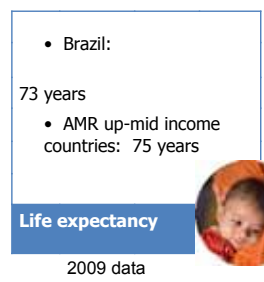 • Brazil:
73 years
• AMR up-mid income
countries: 75 years
Life expectancy
2009 data